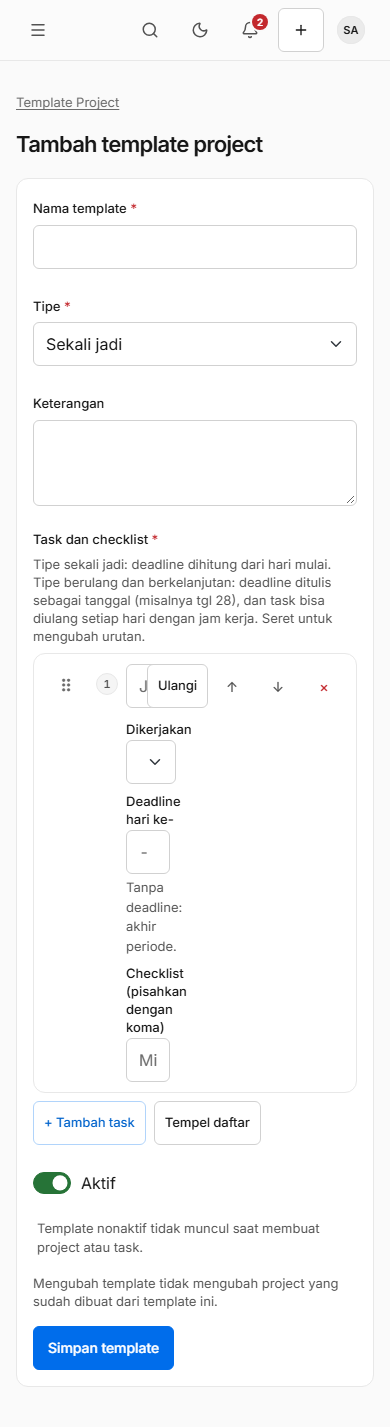 2
+
SA
Template Project
Tambah template project
Nama template *
Tipe *
Sekali jadi
Keterangan
Task dan checklist *
Tipe sekali jadi: deadline dihitung dari hari mulai.
Tipe berulang dan berkelanjutan: deadline ditulis
sebagai tanggal (misalnya tgl 28), dan task bisa
diulang setiap hari dengan jam kerja. Seret untuk
mengubah urutan.
1
Ulangi
↑
↓
×
Dikerjakan
Deadline
hari ke-
-
Tanpa
deadline:
akhir
periode.
Checklist
(pisahkan
dengan
koma)
Mi
+ Tambah task
Tempel daftar
Aktif
Template nonaktif tidak muncul saat membuat
project atau task.
Mengubah template tidak mengubah project yang
sudah dibuat dari template ini.
Simpan template